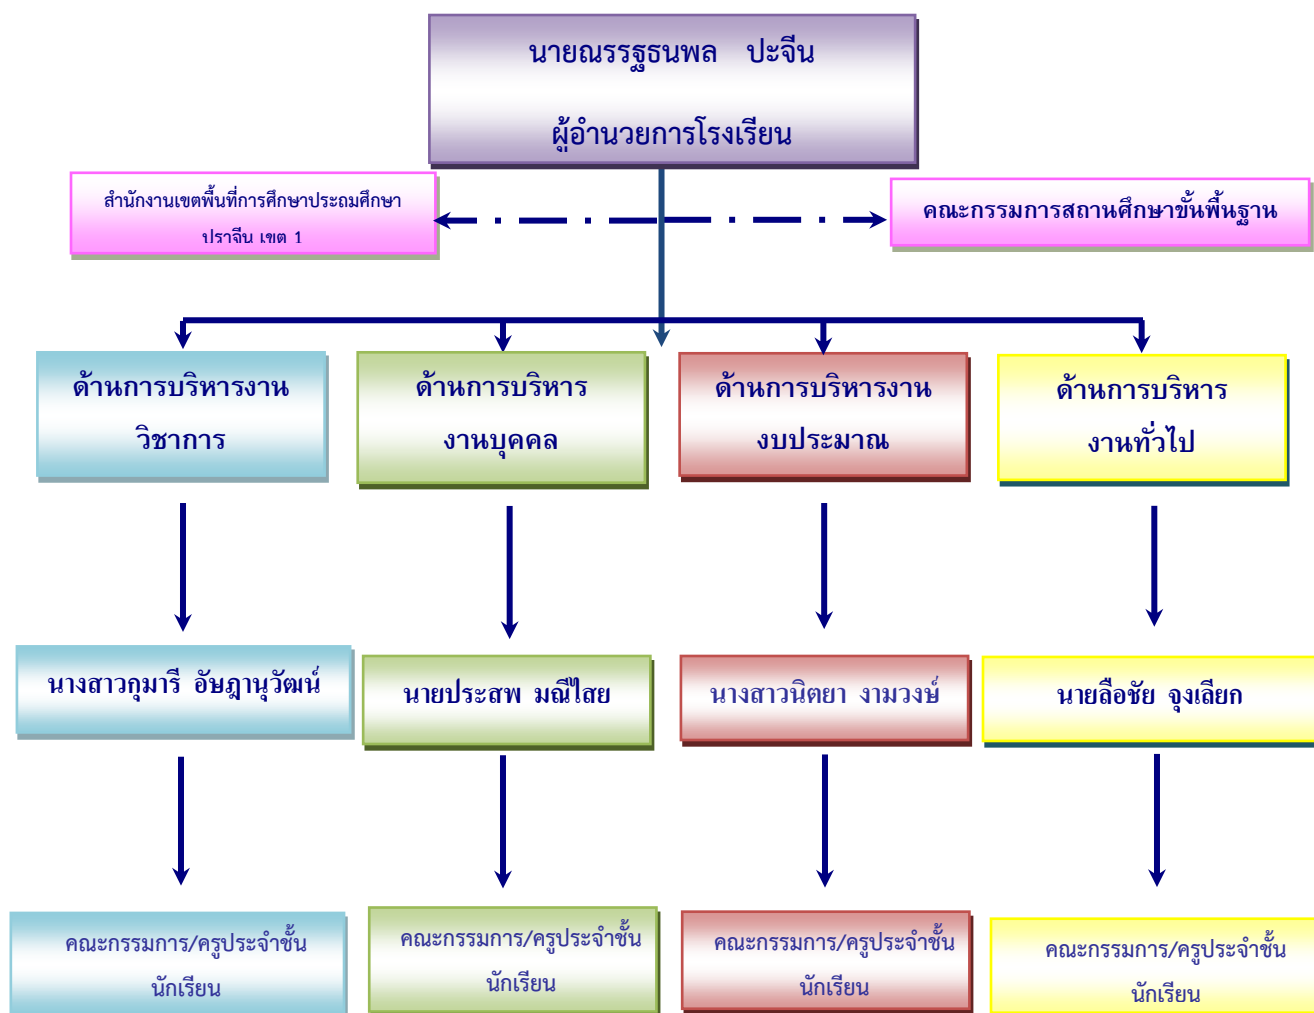 นายณรรฐธนพล ปะจีน
ผู้อำนวยการโรงเรียน
สำนักงานเขตพื้นที่การศึกษาประถมศึกษา
ปราจีน เขต 1
คณะกรรมการสถานศึกษาขั้นพื้นฐาน
ด้านการบริหารงาน
วิชาการ
ด้านการบริหาร
งานบุคคล
ด้านการบริหารงาน
งบประมาณ
ด้านการบริหาร
งานทั่วไป
นางสาวกุมารี อัษฎานุวัฒน์
นายประสพ มณีไสย
นางสาวนิตยา งามวงษ์
นายลือชัย จุงเลียก
คณะกรรมการ/ครูประจำชั้น
นักเรียน
คณะกรรมการ/ครูประจำชั้น
นักเรียน
คณะกรรมการ/ครูประจำชั้น
นักเรียน
คณะกรรมการ/ครูประจำชั้น
นักเรียน